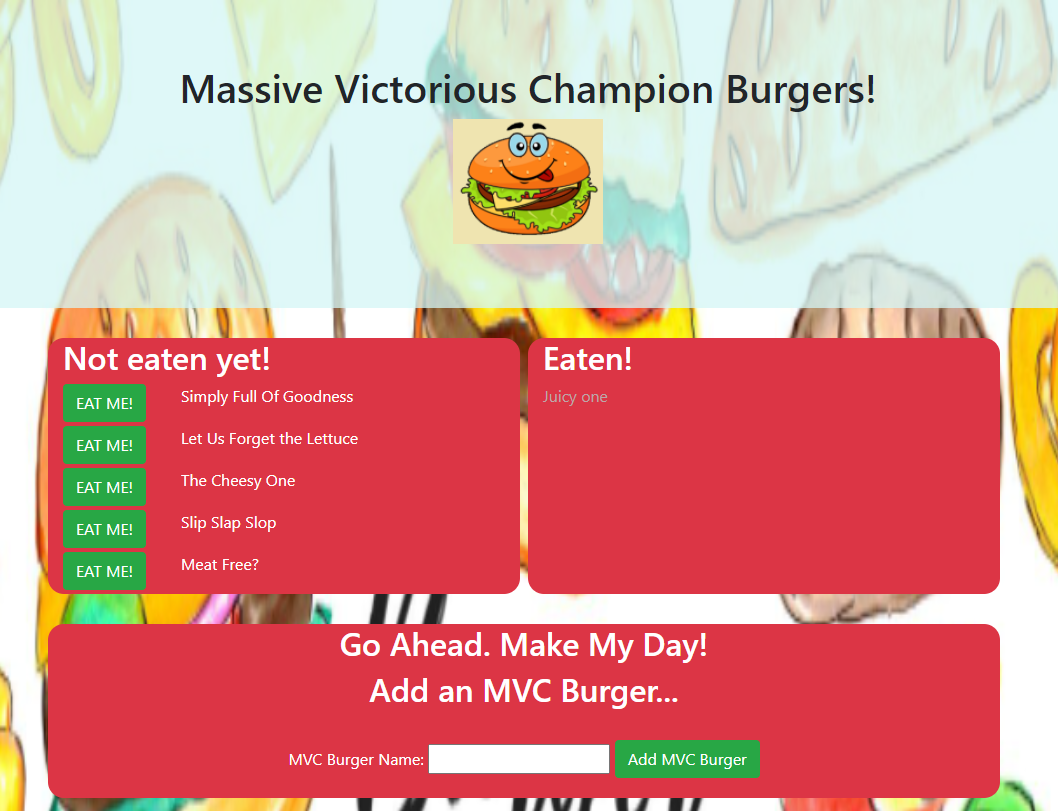 Massive Victorious Champion Burgers!
Not eaten yet!
EAT ME! Simply Full Of Goodness
EAT ME! Let Us Forget the Lettuce
EAT ME! The Cheesy One
EAT ME! Slip Slap Slop
EAT ME! Meat Free?
Eaten!
Juicy one
Go Ahead. Make My Day!
Add an MVC Burger...
MVC Burger Name: Add MVC Burger